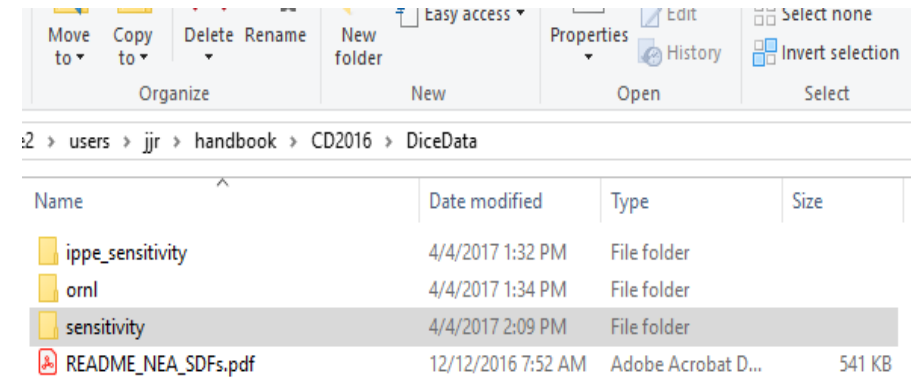 Easy access
Edit
Select none
Move to
Copy to
Delete
Rename
New folder
Properties
History
Invert selection
Organize
New
Open
Select
e2 > users > jjr > handbook > CD2016 > DiceData
Name
Date modified
Type
Size
ippe_sensitivity 4/4/2017 1:32 PM File folder
ornl 4/4/2017 1:34 PM File folder
sensitivity 4/4/2017 2:09 PM File folder
README_NEA_SDFs.pdf 12/12/2016 7:52 AM Adobe Acrobat D... 541 KB